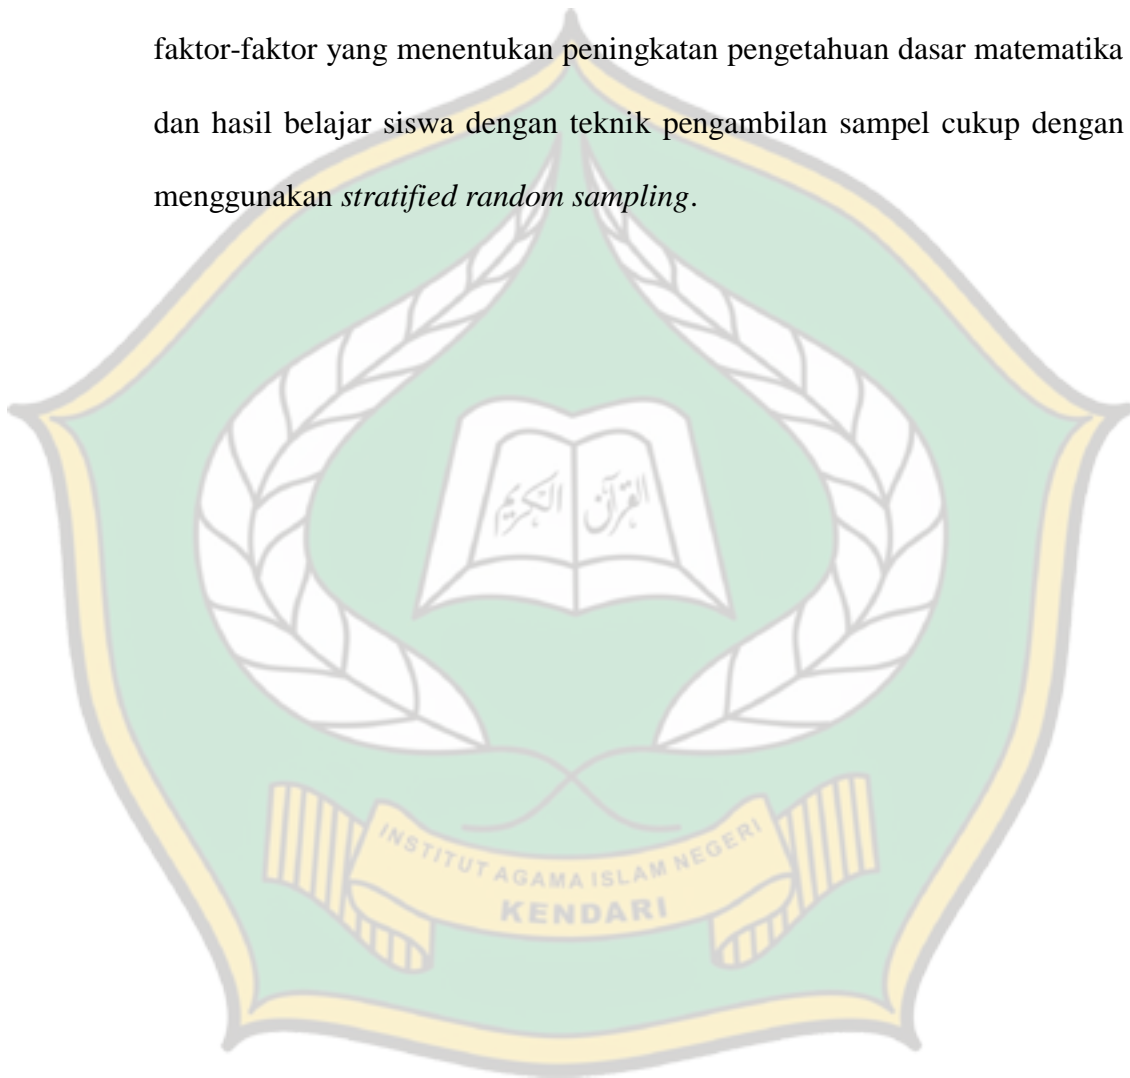 faktor-faktor yang menentukan peningkatan pengetahuan dasar matematika
dan hasil belajar siswa dengan teknik pengambilan sampel cukup dengan
menggunakan stratified random sampling.
القرآن الكريم
INSTITUT AGAMA ISLAM NEGERI
KENDARI